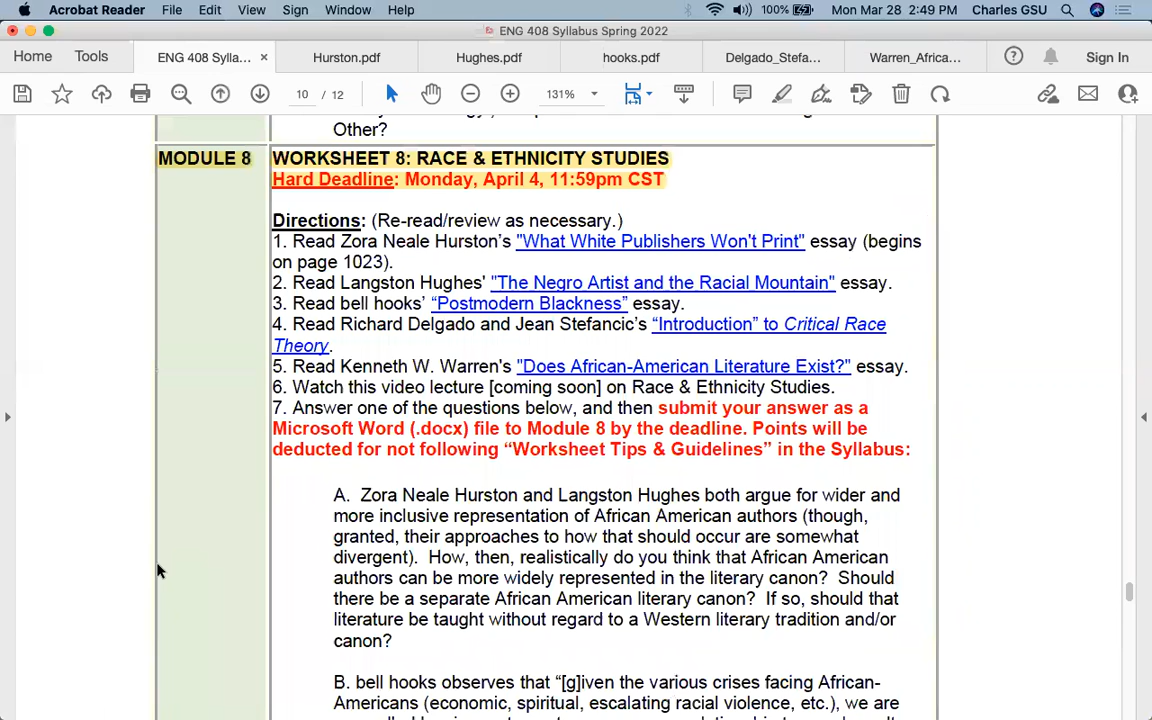 Acrobat Reader File Edit View Sign Window Help 100% Mon Mar 28 2:49 PM Charles GSU
ENG 408 Syllabus Spring 2022
Home Tools ENG 408 Sylla... × Hurston.pdf Hughes.pdf hooks.pdf Delgado_Stefa... Warren_Africa... Sign In
10 / 12 131%
Other?
MODULE 8 WORKSHEET 8: RACE & ETHNICITY STUDIES
Hard Deadline: Monday, April 4, 11:59pm CST
Directions: (Re-read/review as necessary.)
1. Read Zora Neale Hurston’s "What White Publishers Won't Print" essay (begins
on page 1023).
2. Read Langston Hughes' "The Negro Artist and the Racial Mountain" essay.
3. Read bell hooks’ “Postmodern Blackness” essay.
4. Read Richard Delgado and Jean Stefancic’s “Introduction” to Critical Race
Theory.
5. Read Kenneth W. Warren's "Does African-American Literature Exist?" essay.
6. Watch this video lecture [coming soon] on Race & Ethnicity Studies.
7. Answer one of the questions below, and then submit your answer as a
Microsoft Word (.docx) file to Module 8 by the deadline. Points will be
deducted for not following “Worksheet Tips & Guidelines” in the Syllabus:
A. Zora Neale Hurston and Langston Hughes both argue for wider and
more inclusive representation of African American authors (though,
granted, their approaches to how that should occur are somewhat
divergent). How, then, realistically do you think that African American
authors can be more widely represented in the literary canon? Should
there be a separate African American literary canon? If so, should that
literature be taught without regard to a Western literary tradition and/or
canon?
B. bell hooks observes that “[g]iven the various crises facing African-
Americans (economic, spiritual, escalating racial violence, etc.), we are